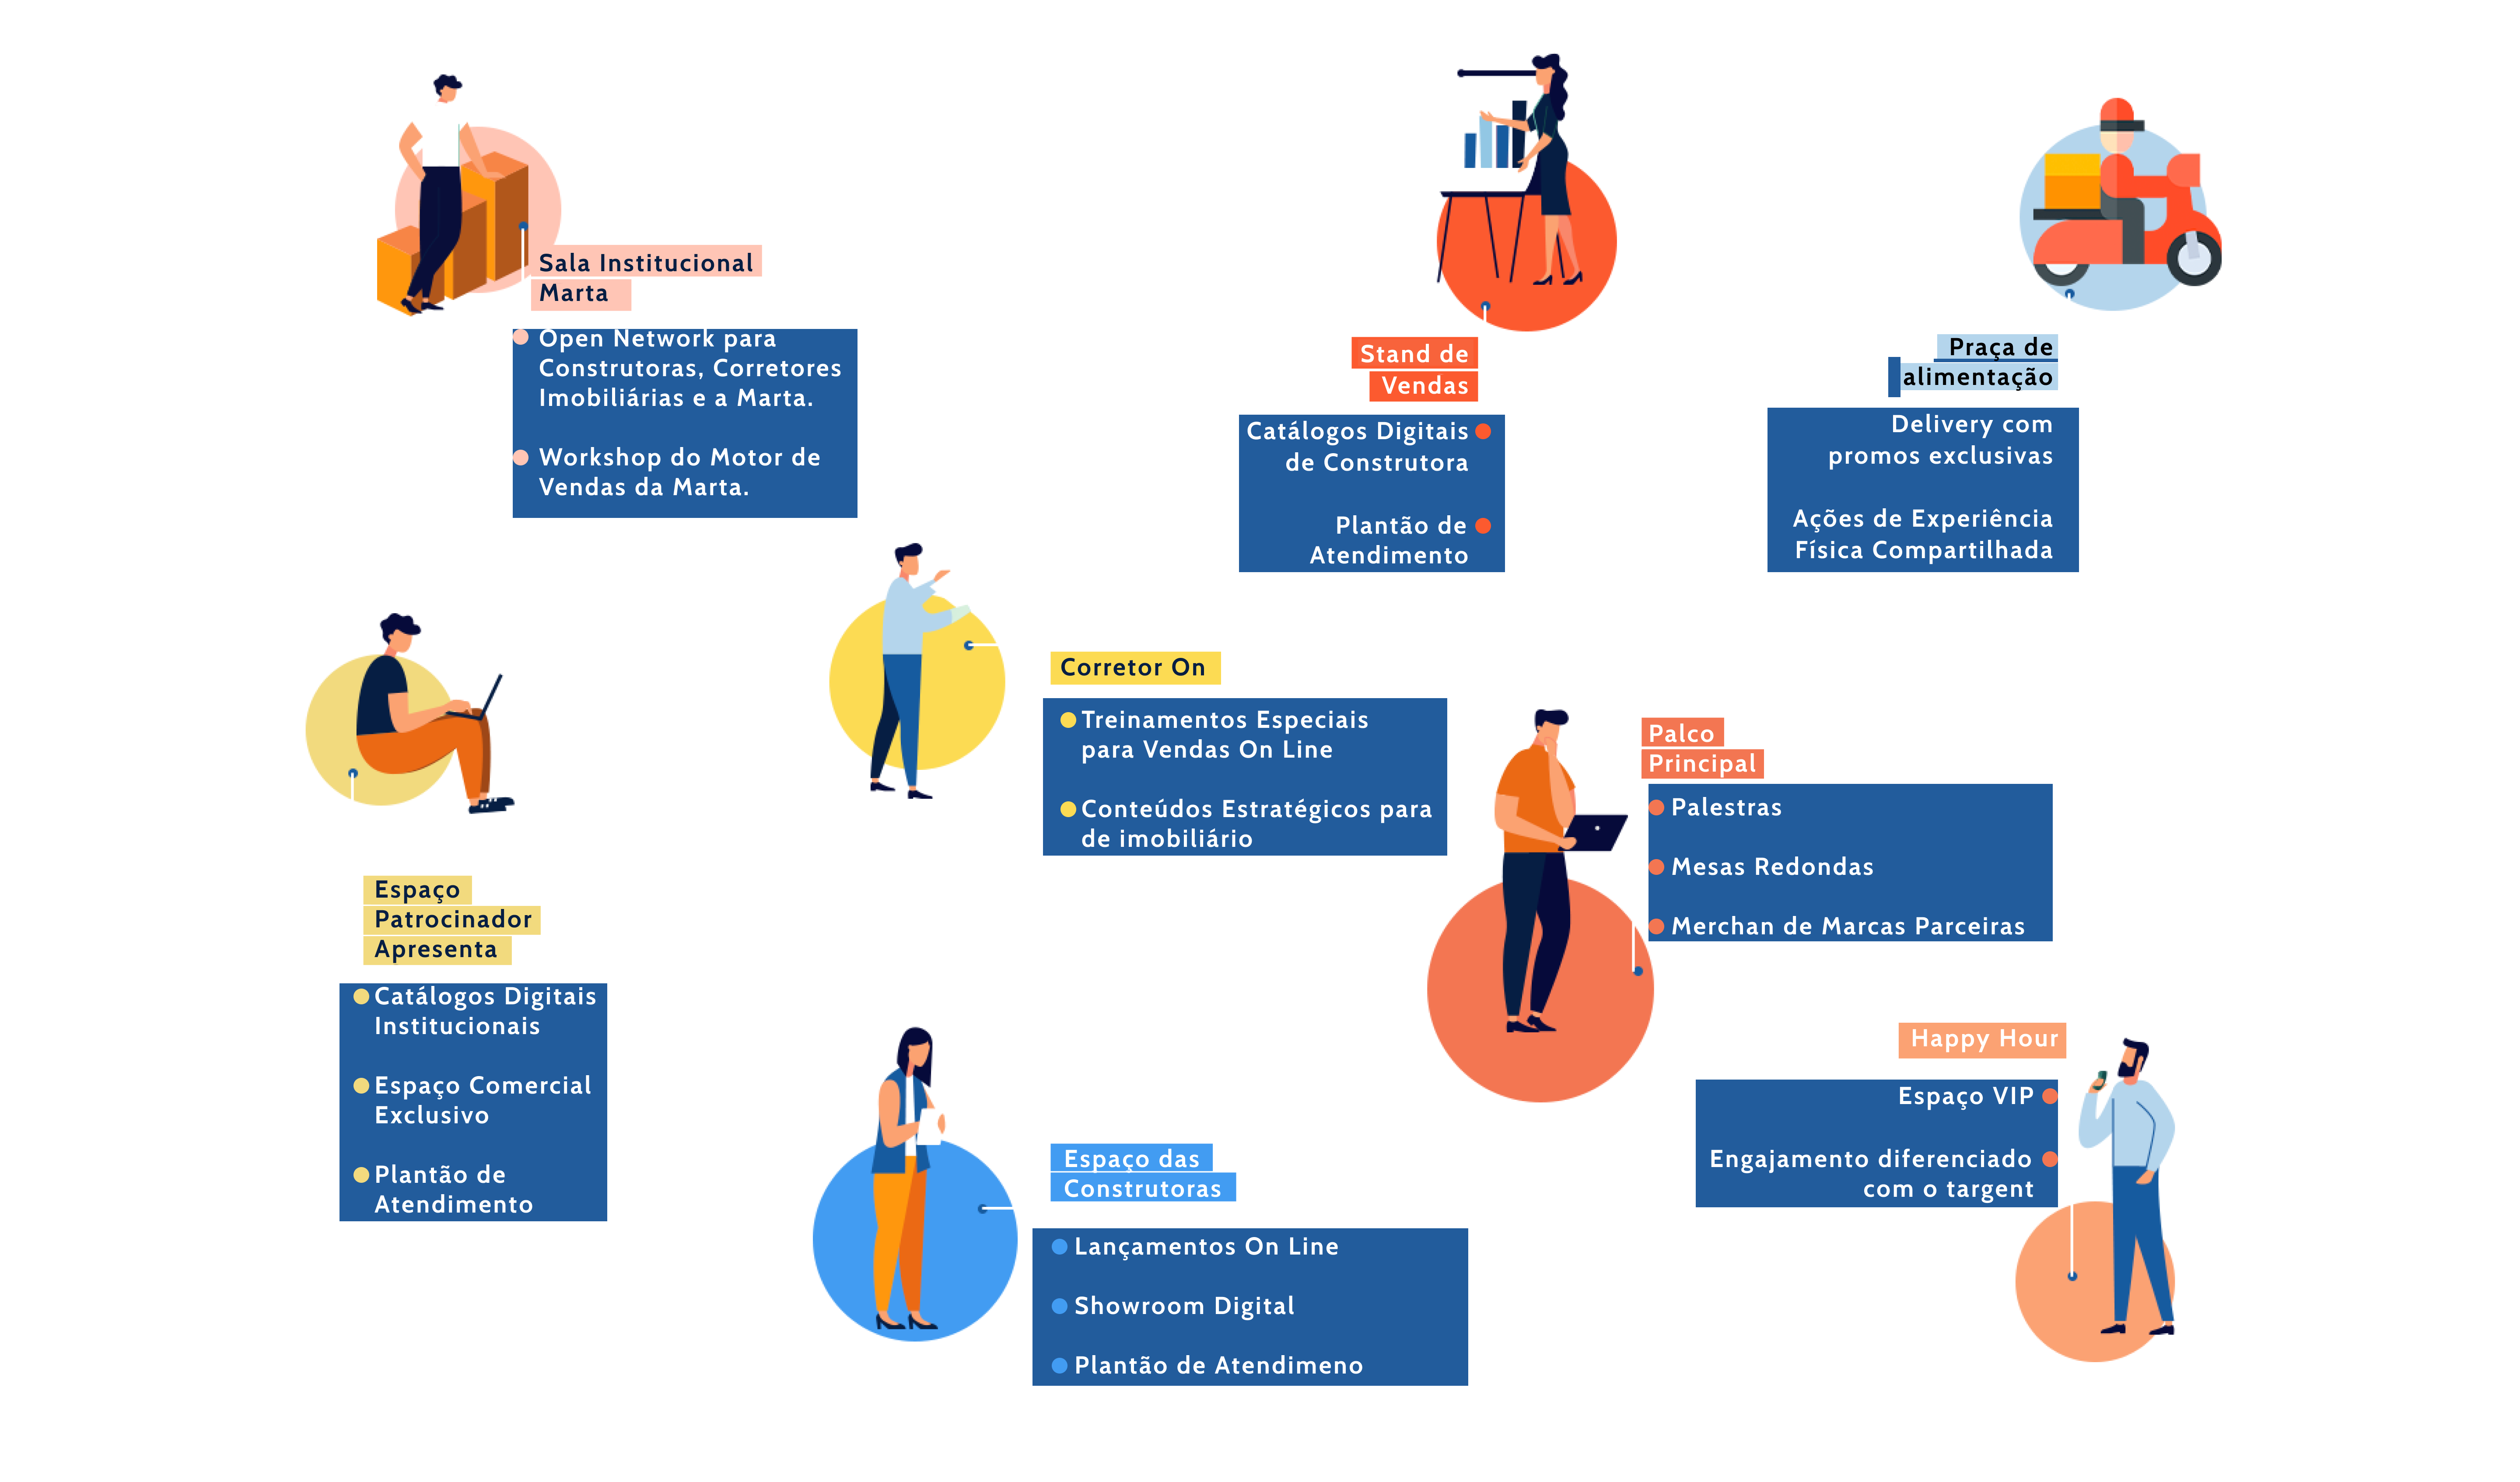 Sala Institucional
Marta
Open Network para
Construtoras, Corretores
Imobiliárias e a Marta.
Workshop do Motor de
Vendas da Marta.
Stand de
Vendas
Catálogos Digitais
de Construtora
Plantão de
Atendimento
Praça de
alimentação
Delivery com
promos exclusivas
Ações de Experiência
Física Compartilhada
Corretor On
Treinamentos Especiais
para Vendas On Line
Conteúdos Estratégicos para
de imobiliário
Palco
Principal
Palestras
Mesas Redondas
Merchan de Marcas Parceiras
Espaço
Patrocinador
Apresenta
Catálogos Digitais
Institucionais
Espaço Comercial
Exclusivo
Plantão de
Atendimento
Espaço das
Construtoras
Lançamentos On Line
Showroom Digital
Plantão de Atendimeno
Happy Hour
Espaço VIP
Engajamento diferenciado
com o targent